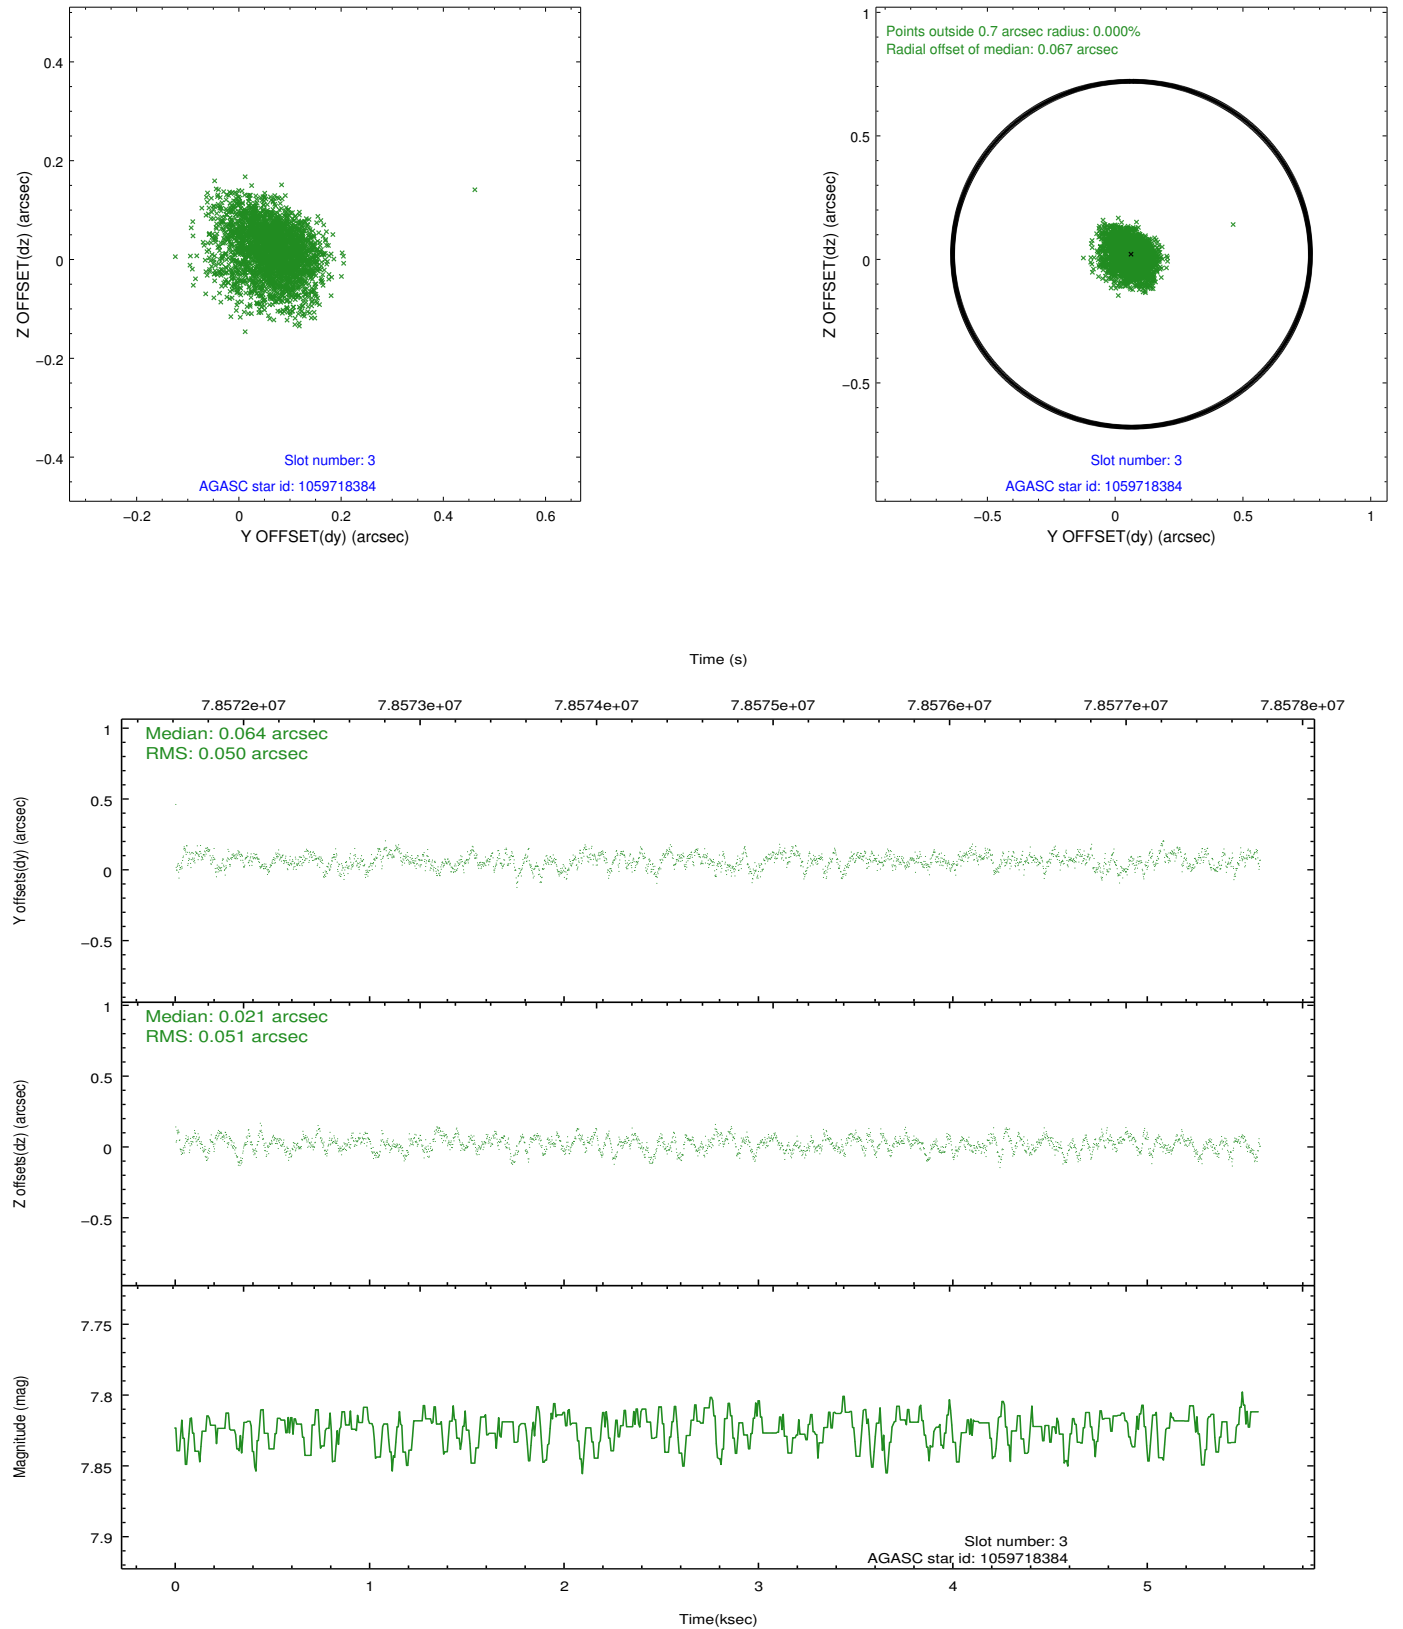 0.4
0.2
0
−0.2
−0.4
Z OFFSET(dz) (arcsec)
Slot number: 3
AGASC star id: 1059718384
−0.2 0 0.2 0.4 0.6
Y OFFSET(dy) (arcsec)
1
0.5
0
−0.5
Z OFFSET(dz) (arcsec)
Points outside 0.7 arcsec radius: 0.000%
Radial offset of median: 0.067 arcsec
Slot number: 3
AGASC star id: 1059718384
−0.5 0 0.5 1
Y OFFSET(dy) (arcsec)
Time (s)
7.8572e+07 7.8573e+07 7.8574e+07 7.8575e+07 7.8576e+07 7.8577e+07 7.8578e+07
Median: 0.064 arcsec
RMS: 0.050 arcsec
1
0.5
0
−0.5
Y offsets(dy) (arcsec)
Median: 0.021 arcsec
RMS: 0.051 arcsec
1
0.5
0
−0.5
Z offsets(dz) (arcsec)
7.75
7.8
7.85
7.9
Magnitude (mag)
Slot number: 3
AGASC star id: 1059718384
0 1 2 3 4 5
Time(ksec)